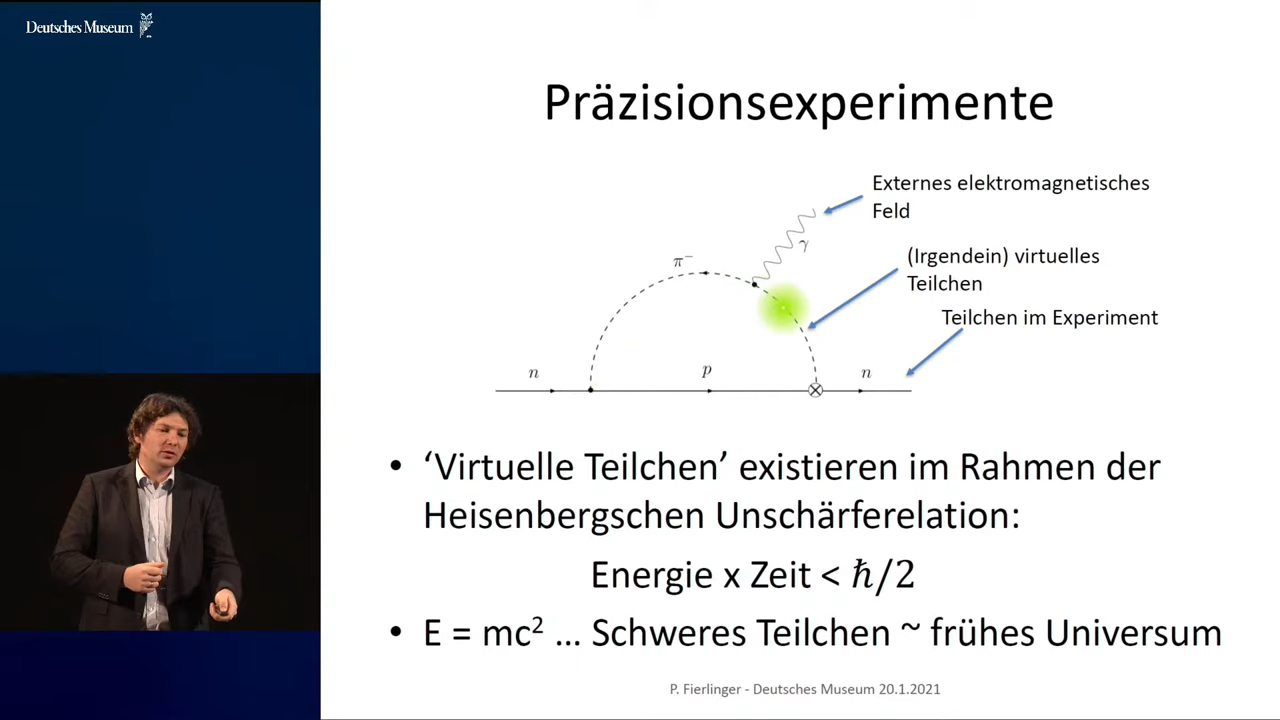 Deutsches Museum
Präzisionsexperimente
Externes elektromagnetisches
Feld
γ
π⁻
(Irgendein) virtuelles
Teilchen
Teilchen im Experiment
n p n
• ‘Virtuelle Teilchen’ existieren im Rahmen der
Heisenbergschen Unschärferelation:
Energie x Zeit < ℏ/2
• E = mc² ... Schweres Teilchen ~ frühes Universum
P. Fierlinger - Deutsches Museum 20.1.2021